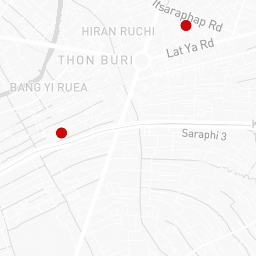 Itsaraphap Rd
HIRAN RUCHI
Lat Ya Rd
THON BURI
BANG YI RUEA
Saraphi 3
K